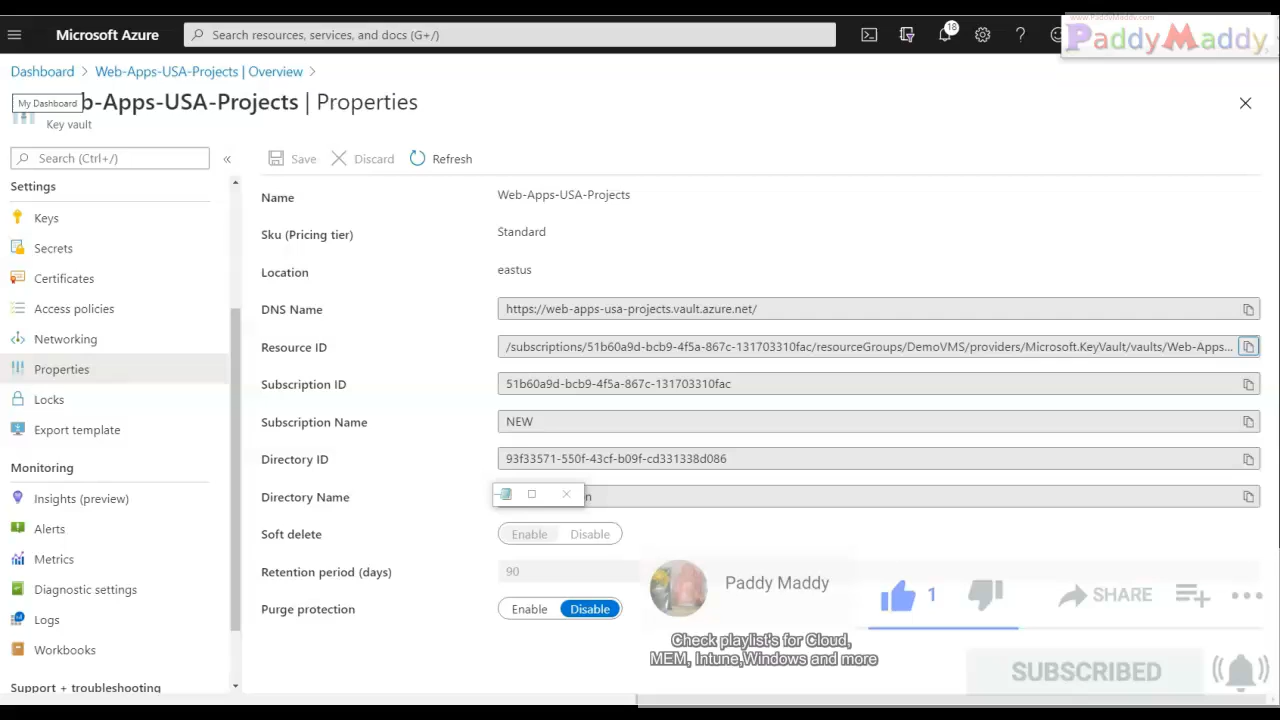 www.PaddyMaddy.com
PaddyMaddy
Microsoft Azure
Search resources, services, and docs (G+/)
18
Dashboard > Web-Apps-USA-Projects | Overview >
My Dashboard
b-Apps-USA-Projects | Properties
Key vault
Search (Ctrl+/)
«
Save
Discard
Refresh
Settings
Keys
Secrets
Certificates
Access policies
Networking
Properties
Locks
Export template
Monitoring
Insights (preview)
Alerts
Metrics
Diagnostic settings
Logs
Workbooks
Support + troubleshooting
Name
Web-Apps-USA-Projects
Sku (Pricing tier)
Standard
Location
eastus
DNS Name
https://web-apps-usa-projects.vault.azure.net/
Resource ID
/subscriptions/51b60a9d-bcb9-4f5a-867c-131703310fac/resourceGroups/DemoVMS/providers/Microsoft.KeyVault/vaults/Web-Apps...
Subscription ID
51b60a9d-bcb9-4f5a-867c-131703310fac
Subscription Name
NEW
Directory ID
93f33571-550f-43cf-b09f-cd331338d086
Directory Name
Soft delete
Enable Disable
Retention period (days)
90
Purge protection
Enable Disable
Paddy Maddy
1
SHARE
Check playlist's for Cloud,
MEM, Intune,Windows and more
SUBSCRIBED